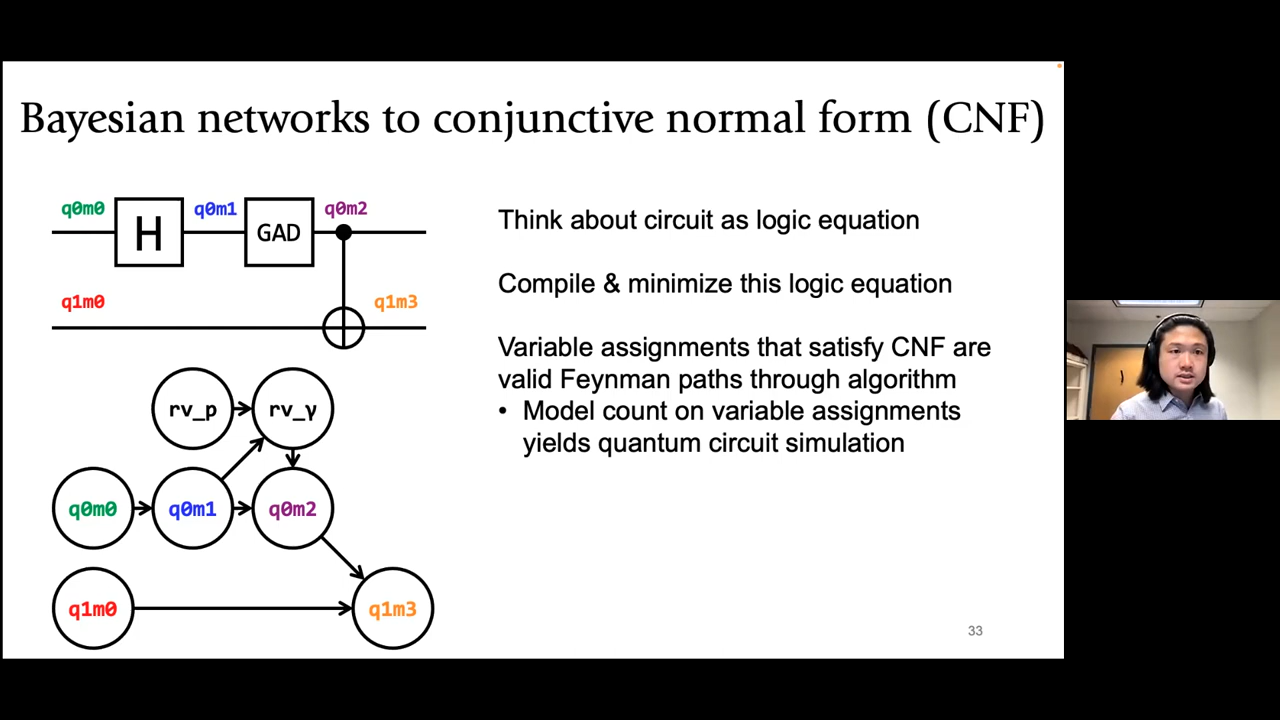 Bayesian networks to conjunctive normal form (CNF)
q0m0
q0m1
q0m2
H
GAD
q1m0
q1m3
rv_p
rv_γ
q0m0
q0m1
q0m2
q1m0
q1m3
Think about circuit as logic equation
Compile & minimize this logic equation
Variable assignments that satisfy CNF are
valid Feynman paths through algorithm
• Model count on variable assignments
yields quantum circuit simulation
33